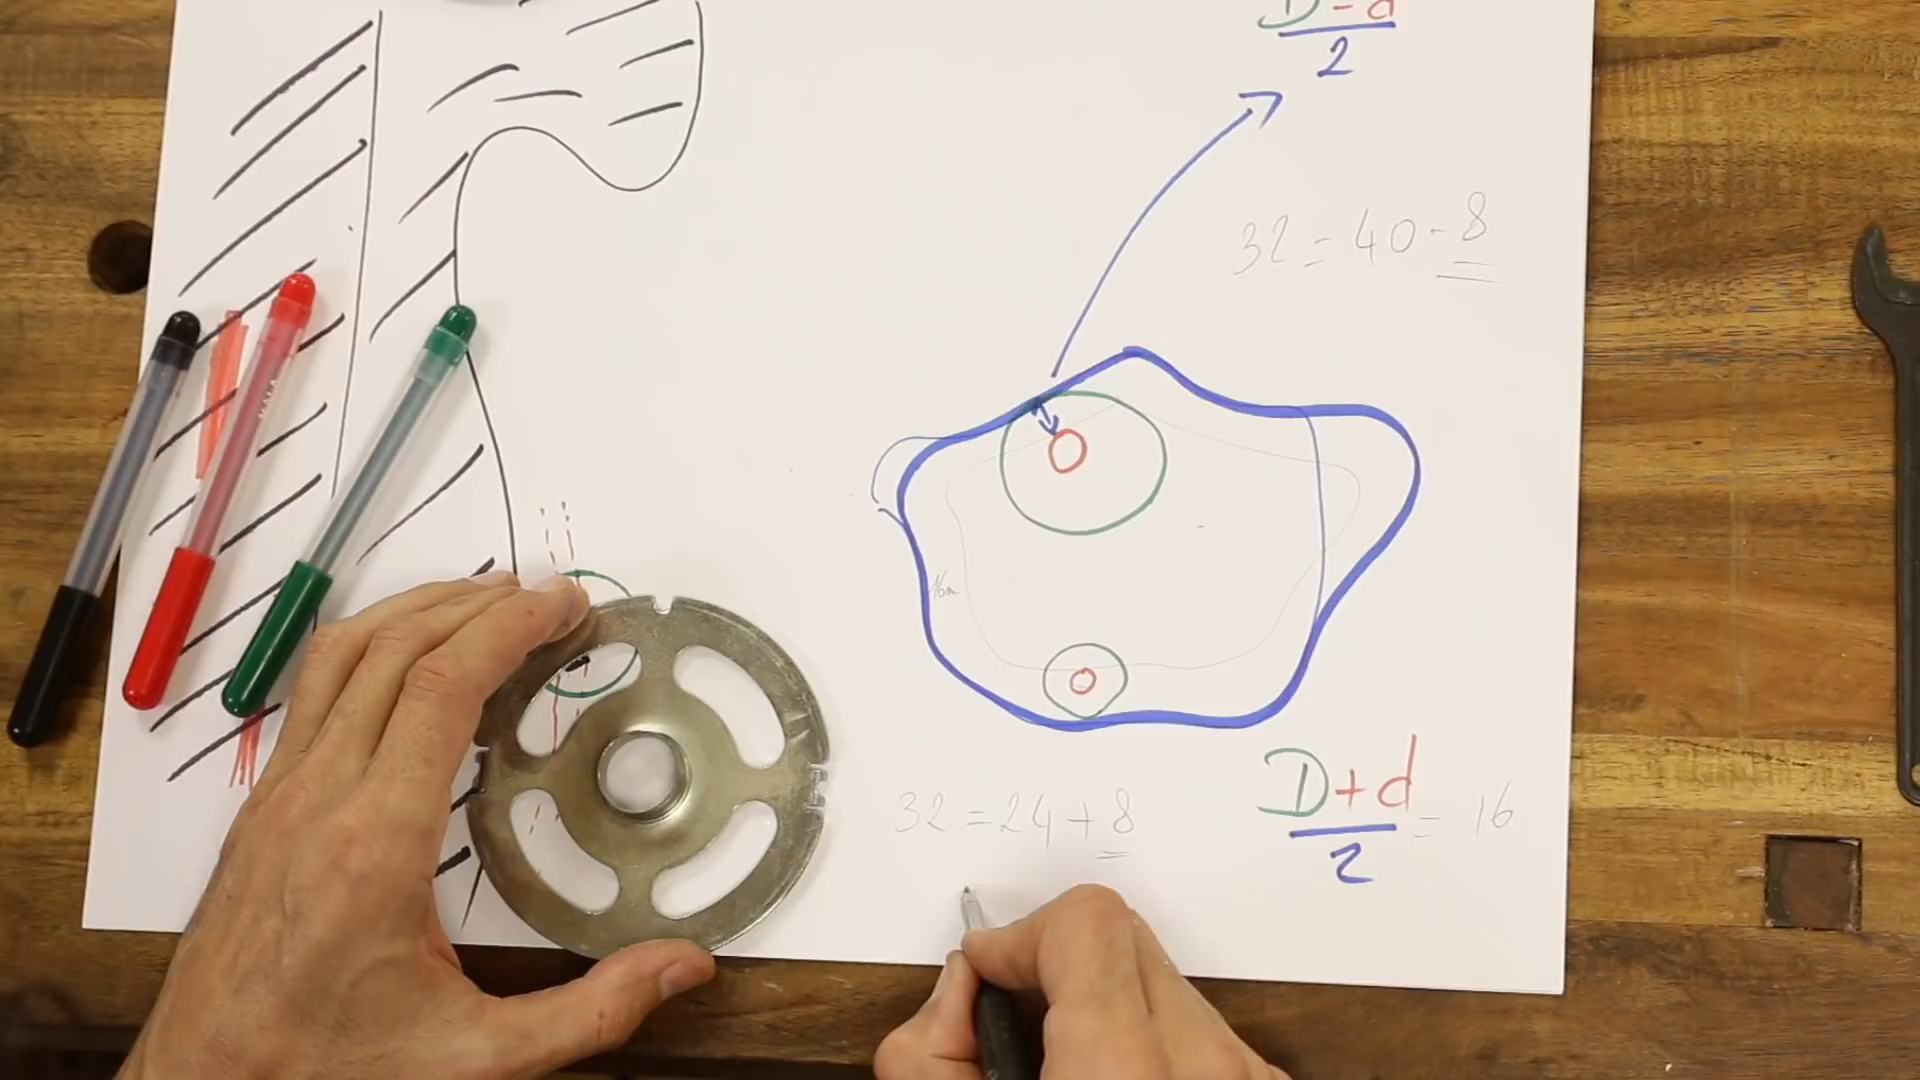 D-d
2
32 = 40 - 8
32 = 24 + 8
D+d
2
= 16